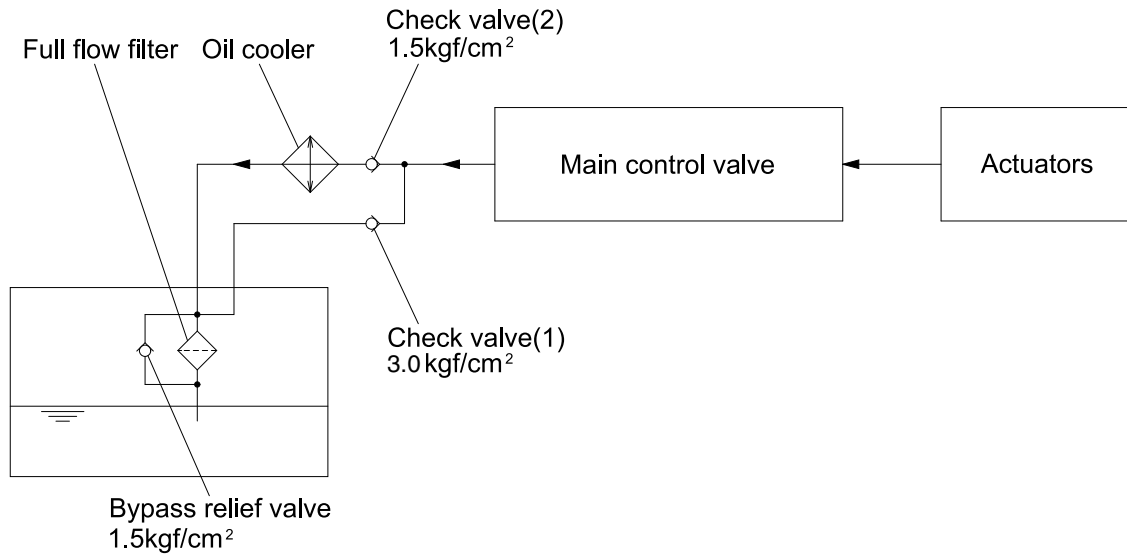 Check valve(2)
1.5kgf/cm²
Full flow filter
Oil cooler
Main control valve
Actuators
Check valve(1)
3.0kgf/cm²
Bypass relief valve
1.5kgf/cm²